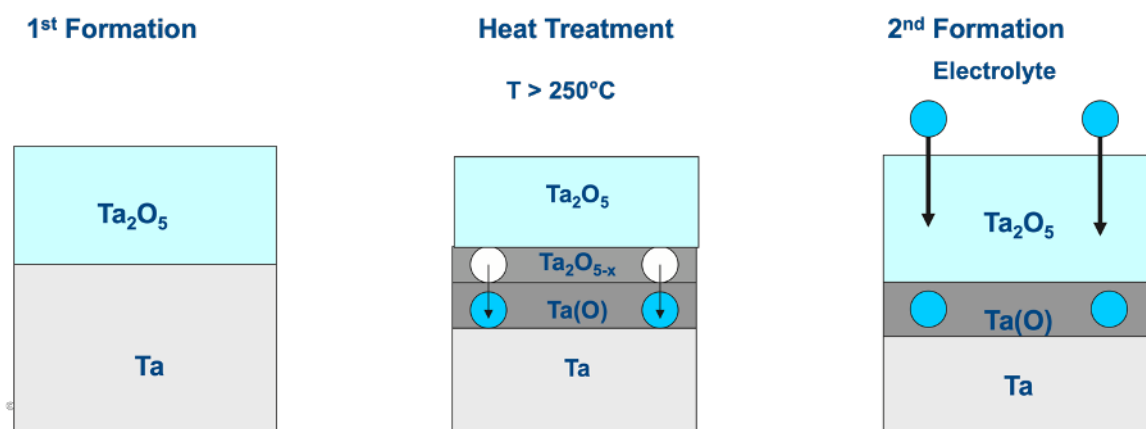 1st Formation
Heat Treatment
T > 250°C
2nd Formation
Electrolyte
Ta₂O₅
Ta
Ta₂O₅
Ta₂O₅₋ₓ
Ta(O)
Ta
Ta₂O₅
Ta(O)
Ta